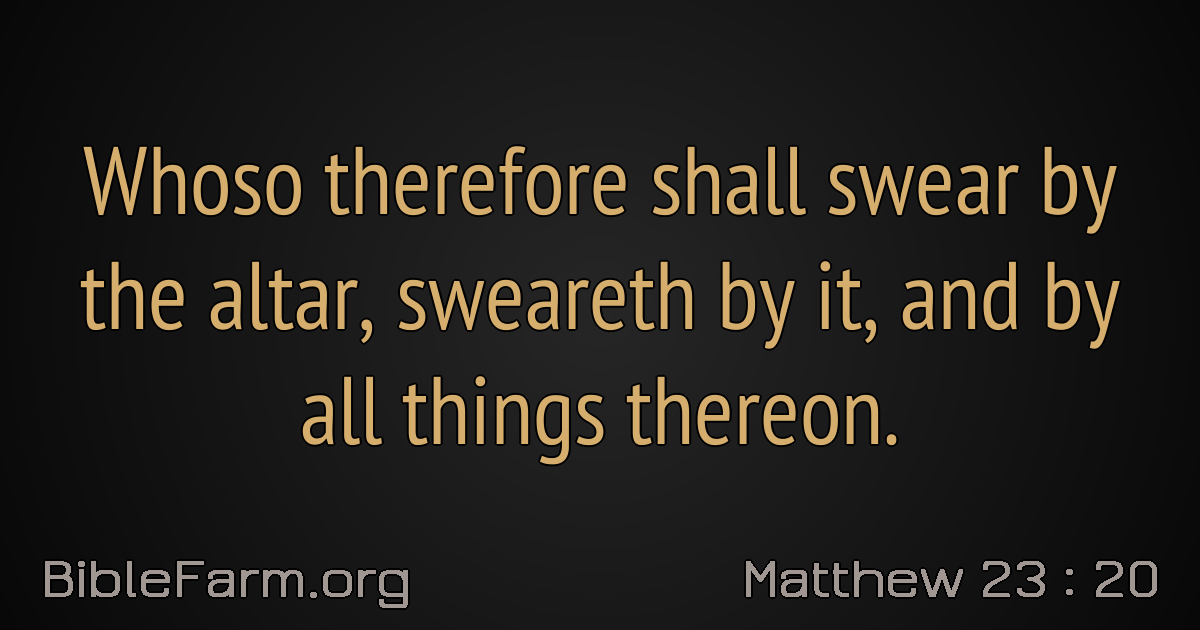 Whoso therefore shall swear by
the altar, sweareth by it, and by
all things thereon.
BibleFarm.org
Matthew 23 : 20